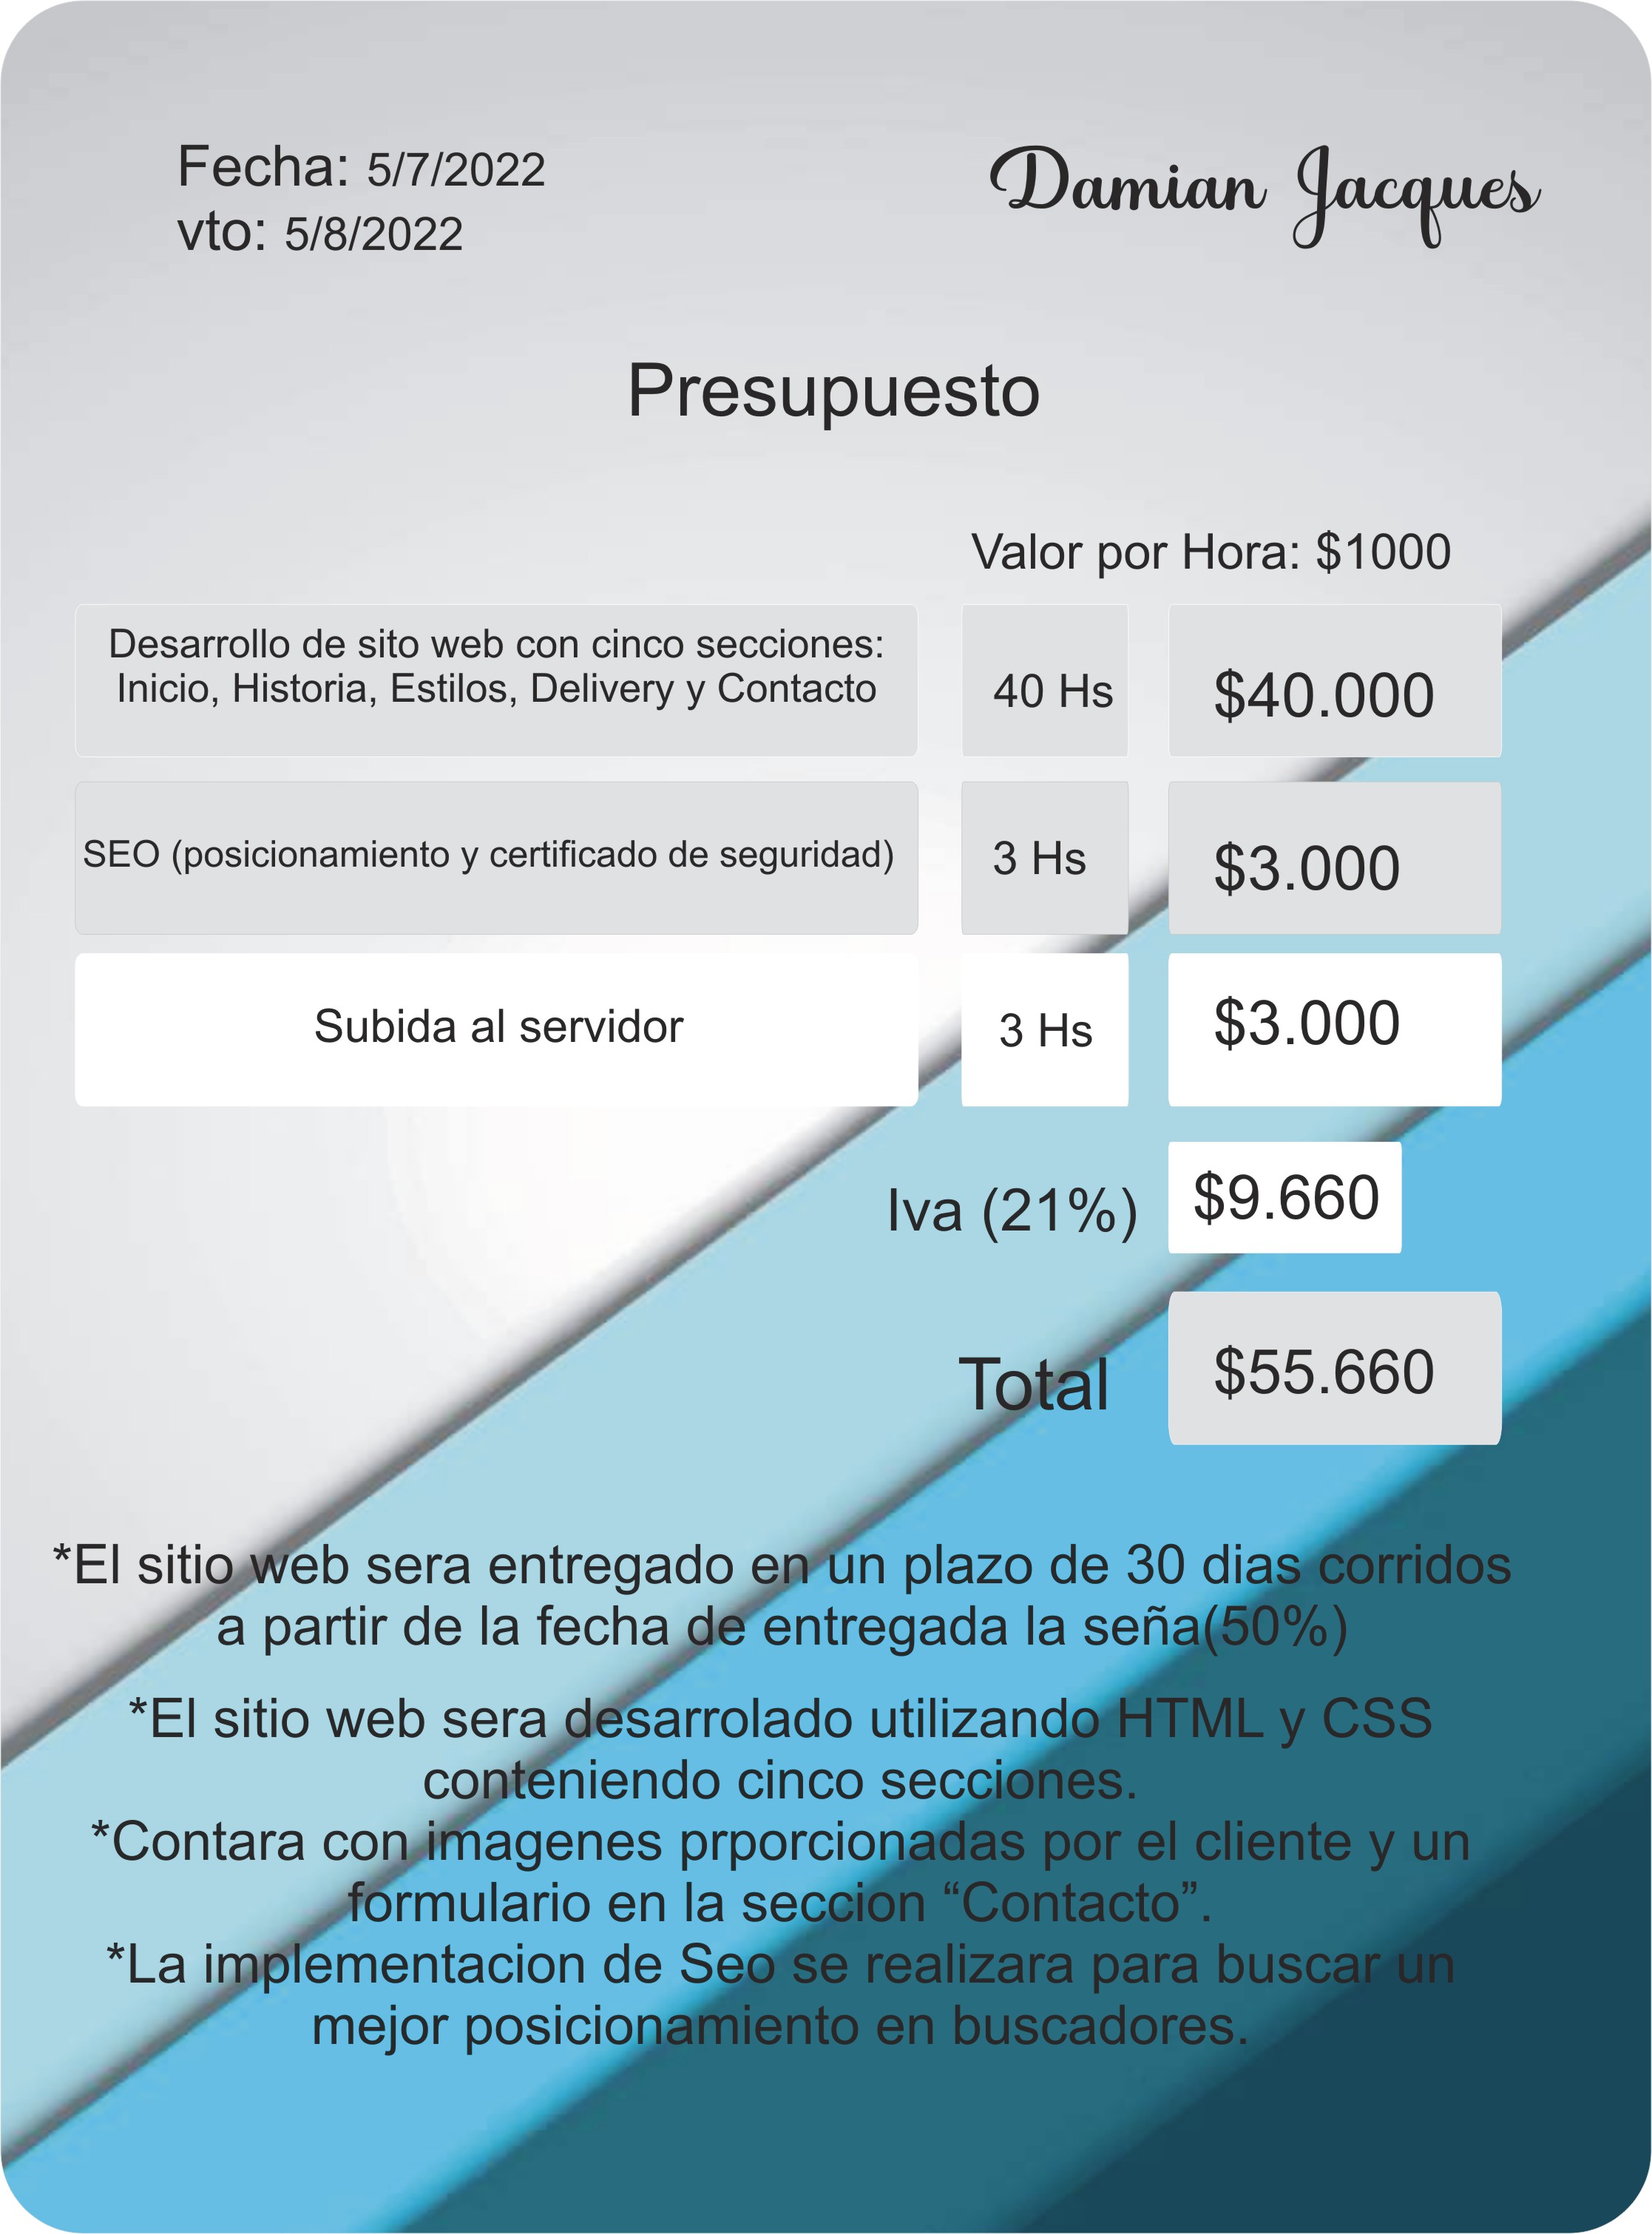 Fecha: 5/7/2022
vto: 5/8/2022
Damian Jacques
Presupuesto
Valor por Hora: $1000
Desarrollo de sito web con cinco secciones:
Inicio, Historia, Estilos, Delivery y Contacto
40 Hs
$40.000
SEO (posicionamiento y certificado de seguridad)
3 Hs
$3.000
Subida al servidor
3 Hs
$3.000
Iva (21%)
$9.660
Total
$55.660
*El sitio web sera entregado en un plazo de 30 dias corridos
a partir de la fecha de entregada la seña(50%)
*El sitio web sera desarrolado utilizando HTML y CSS
conteniendo cinco secciones.
*Contara con imagenes prporcionadas por el cliente y un
formulario en la seccion “Contacto”.
*La implementacion de Seo se realizara para buscar un
mejor posicionamiento en buscadores.